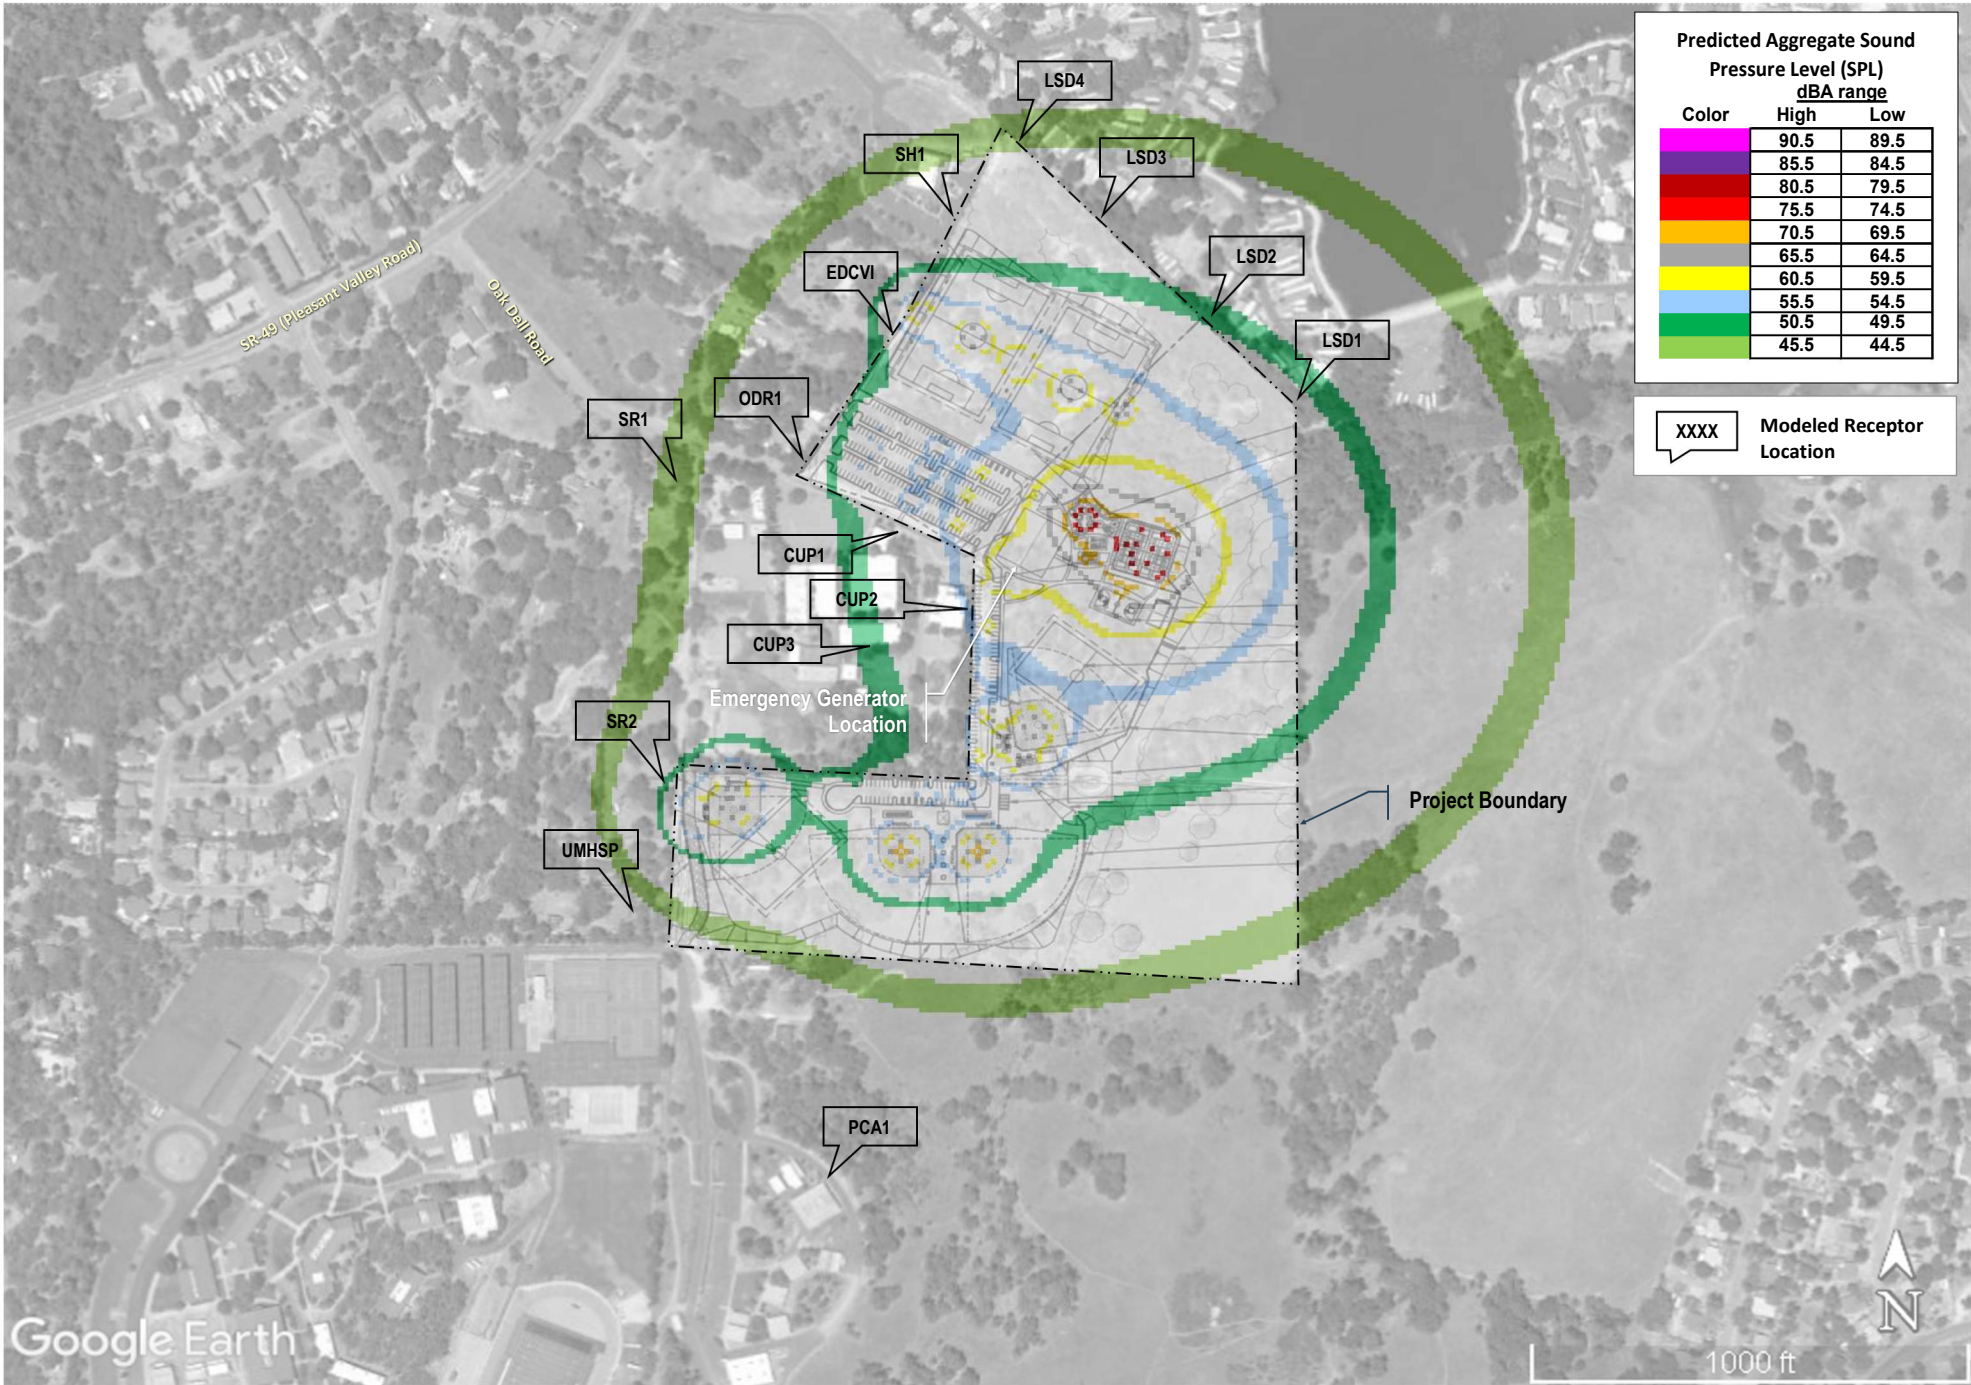 Predicted Aggregate Sound
Pressure Level (SPL)
dBA range
Color High Low
90.5 89.5
85.5 84.5
80.5 79.5
75.5 74.5
70.5 69.5
65.5 64.5
60.5 59.5
55.5 54.5
50.5 49.5
45.5 44.5
XXXX
Modeled Receptor
Location
LSD4
SH1
LSD3
EDCVI
LSD2
LSD1
SR-49 (Pleasant Valley Road)
Oak Dell Road
ODR1
SR1
CUP1
CUP2
CUP3
Emergency Generator
Location
SR2
Project Boundary
UMHSP
PCA1
N
Google Earth
1000 ft